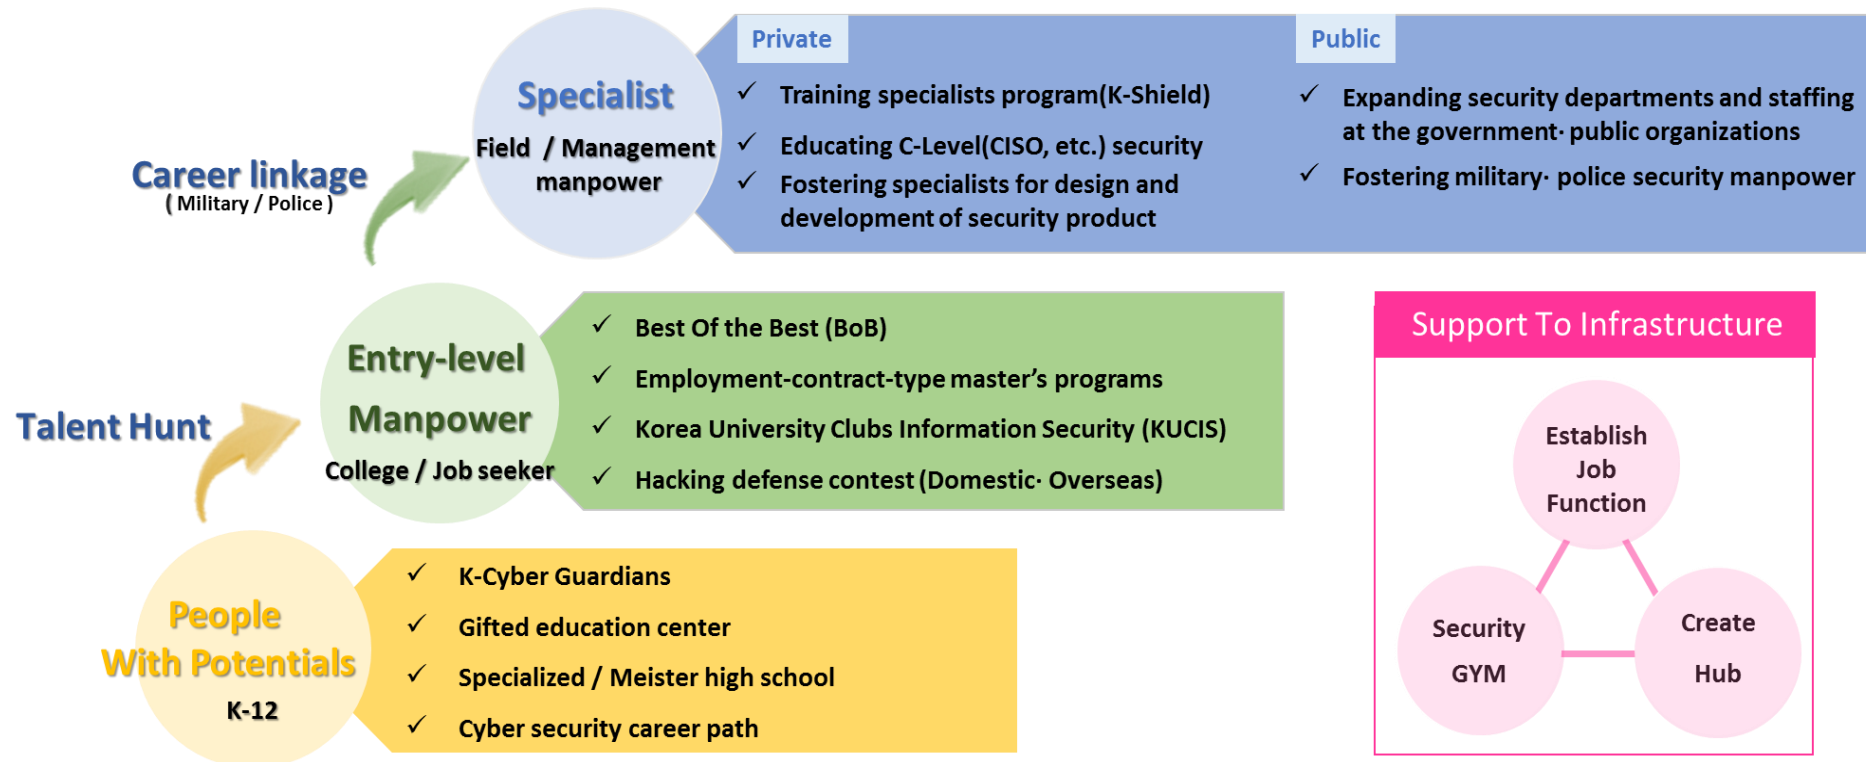 Private
Public
Specialist
Field / Management
manpower
✓ Training specialists program(K-Shield)
✓ Educating C-Level(CISO, etc.) security
✓ Fostering specialists for design and
development of security product
✓ Expanding security departments and staffing
at the government· public organizations
✓ Fostering military· police security manpower
Career linkage
( Military / Police )
Entry-level
Manpower
College / Job seeker
✓ Best Of the Best (BoB)
✓ Employment-contract-type master’s programs
✓ Korea University Clubs Information Security (KUCIS)
✓ Hacking defense contest (Domestic· Overseas)
Talent Hunt
People
With Potentials
K-12
✓ K-Cyber Guardians
✓ Gifted education center
✓ Specialized / Meister high school
✓ Cyber security career path
Support To Infrastructure
Establish
Job
Function
Security
GYM
Create
Hub